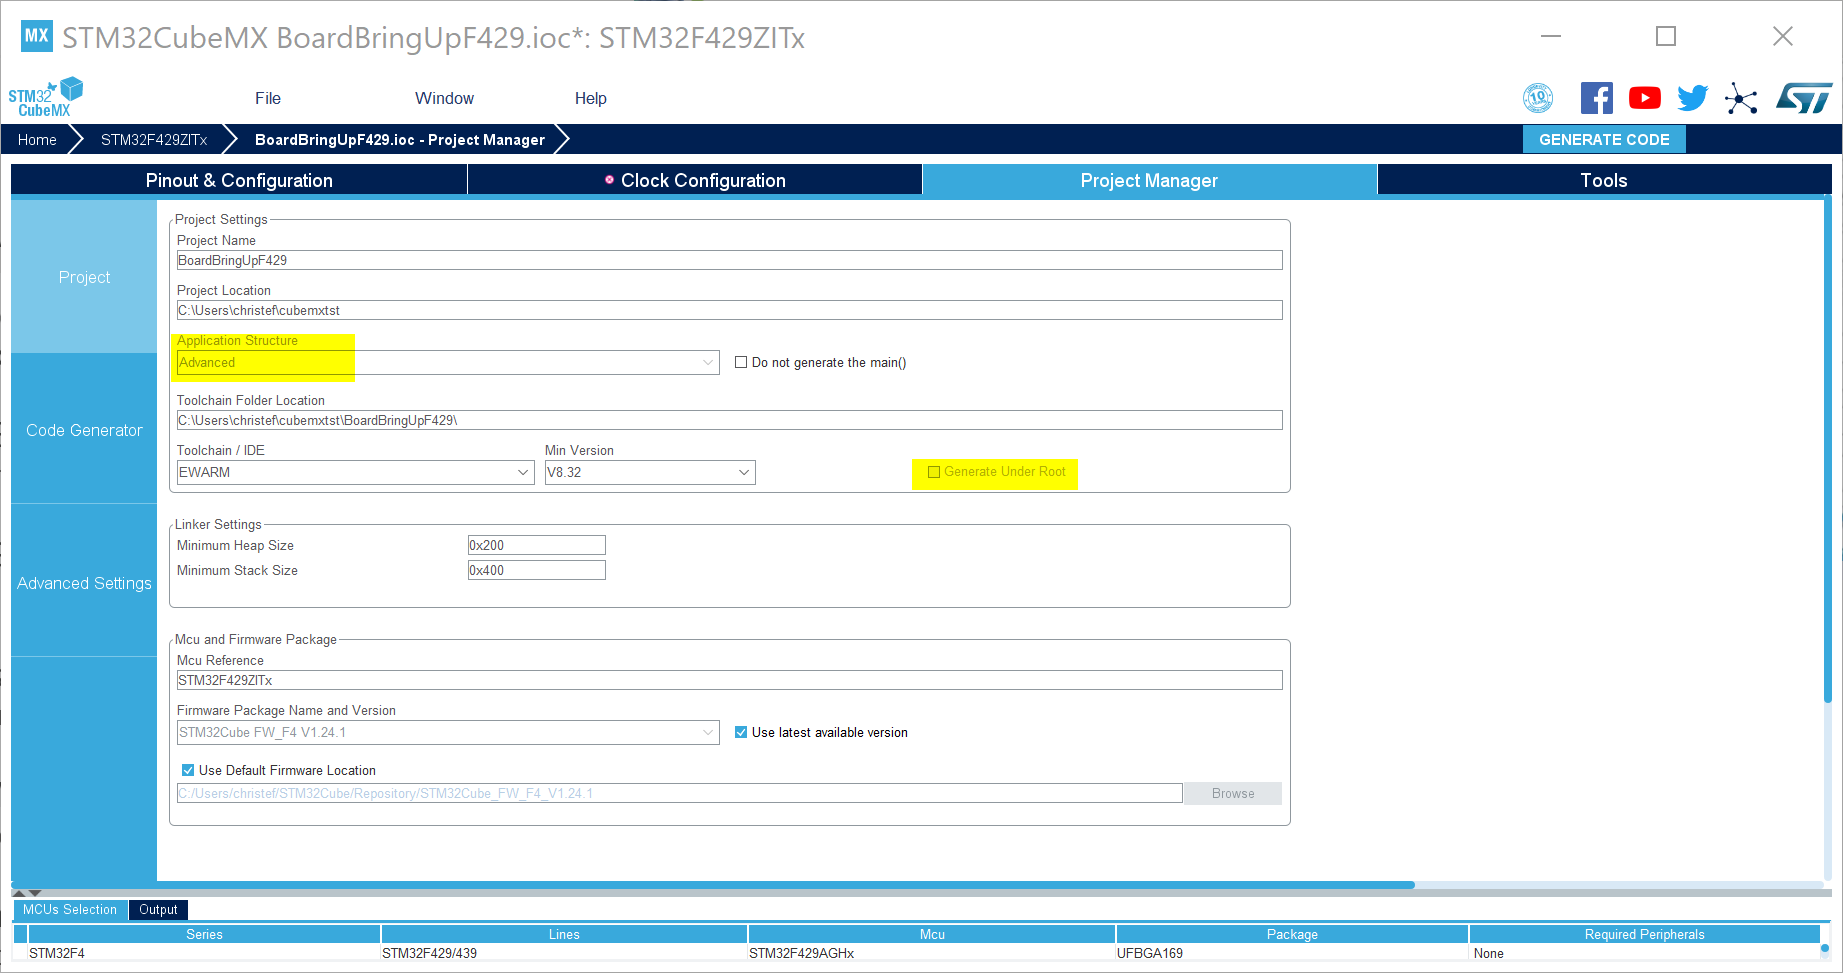 MX STM32CubeMX BoardBringUpF429.ioc*: STM32F429ZITx
STM32
CubeMX
File Window Help
10
ST
Home STM32F429ZITx BoardBringUpF429.ioc - Project Manager GENERATE CODE
Pinout & Configuration Clock Configuration Project Manager Tools
Project
Code Generator
Advanced Settings
Project Settings
Project Name
BoardBringUpF429
Project Location
C:\Users\christef\cubemxtst
Application Structure
Advanced Do not generate the main()
Toolchain Folder Location
C:\Users\christef\cubemxtst\BoardBringUpF429\
Toolchain / IDE Min Version
EWARM V8.32 Generate Under Root
Linker Settings
Minimum Heap Size 0x200
Minimum Stack Size 0x400
Mcu and Firmware Package
Mcu Reference
STM32F429ZITx
Firmware Package Name and Version
STM32Cube FW_F4 V1.24.1 Use latest available version
Use Default Firmware Location
C:/Users/christef/STM32Cube/Repository/STM32Cube_FW_F4_V1.24.1 Browse
MCUs Selection Output
Series Lines Mcu Package Required Peripherals
STM32F4 STM32F429/439 STM32F429AGHx UFBGA169 None